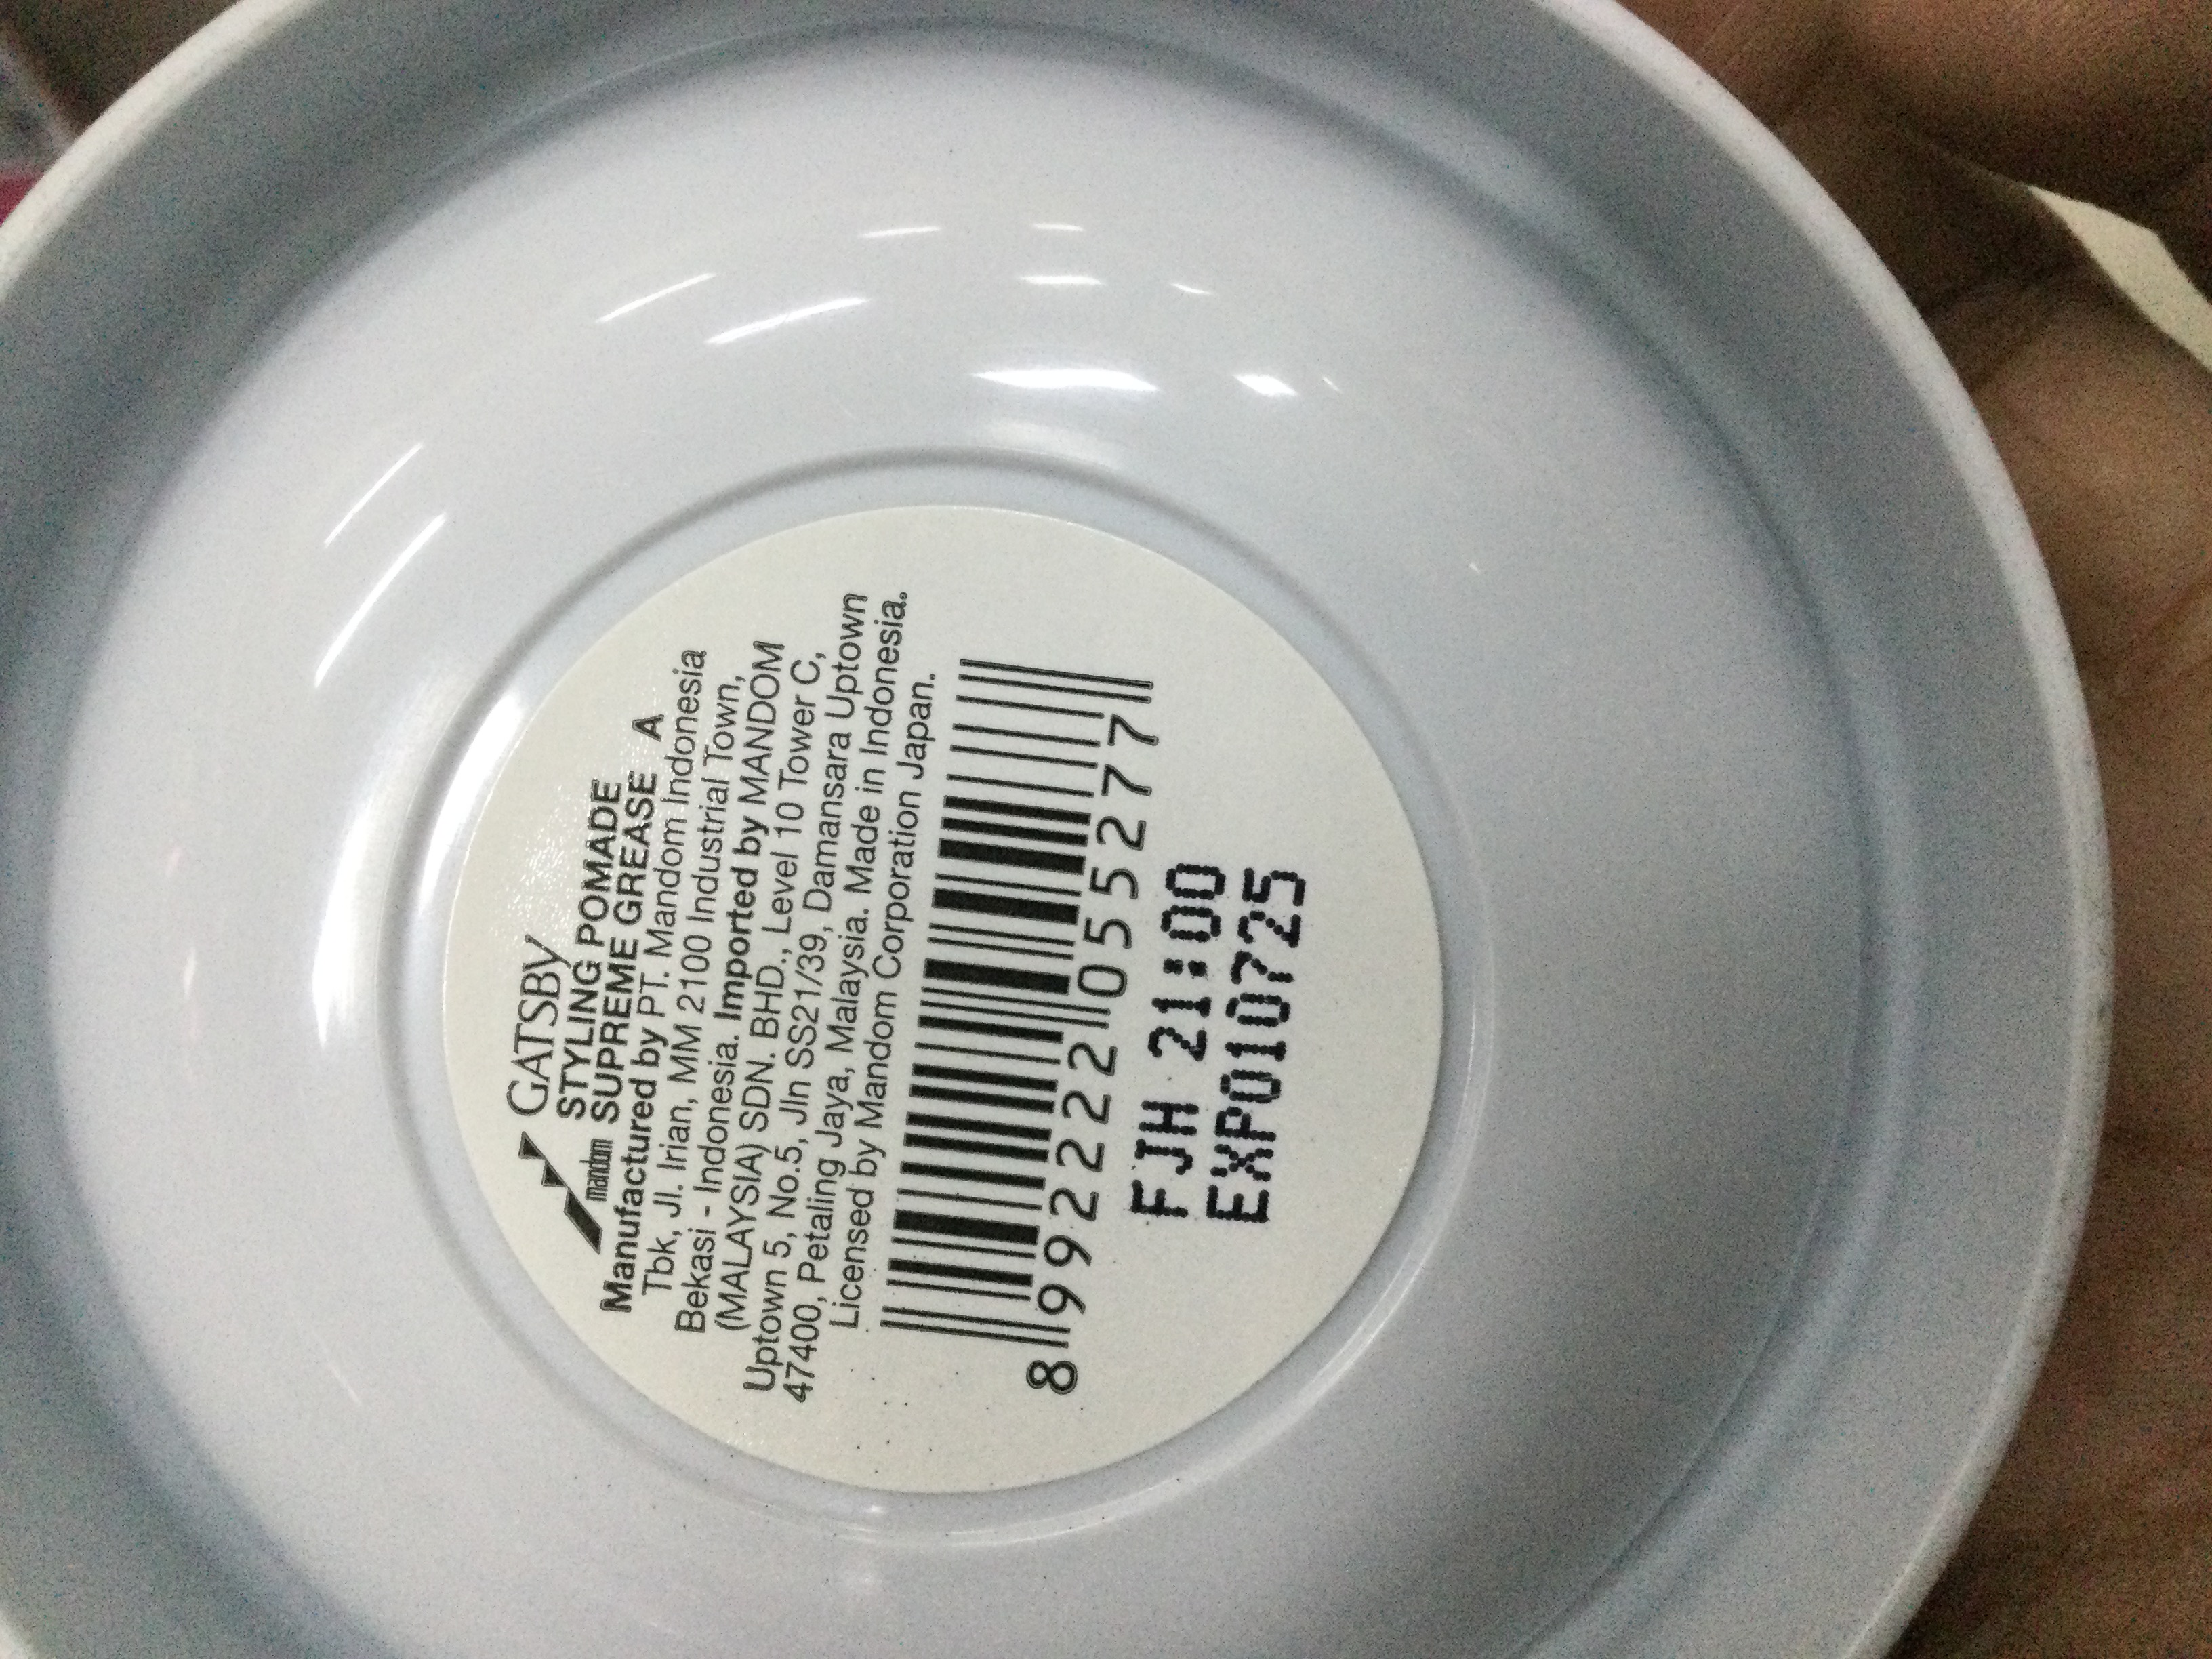 GATSBY
STYLING POMADE
mandom SUPREME GREASE A
Manufactured by PT. Mandom Indonesia
Tbk, Jl. Irian, MM 2100 Industrial Town,
Bekasi - Indonesia. Imported by MANDOM
(MALAYSIA) SDN. BHD., Level 10 Tower C,
Uptown 5, No.5, Jln SS21/39, Damansara Uptown
47400, Petaling Jaya, Malaysia. Made in Indonesia.
Licensed by Mandom Corporation Japan.
8 992222 055277
FJH 21:00
EXP010725